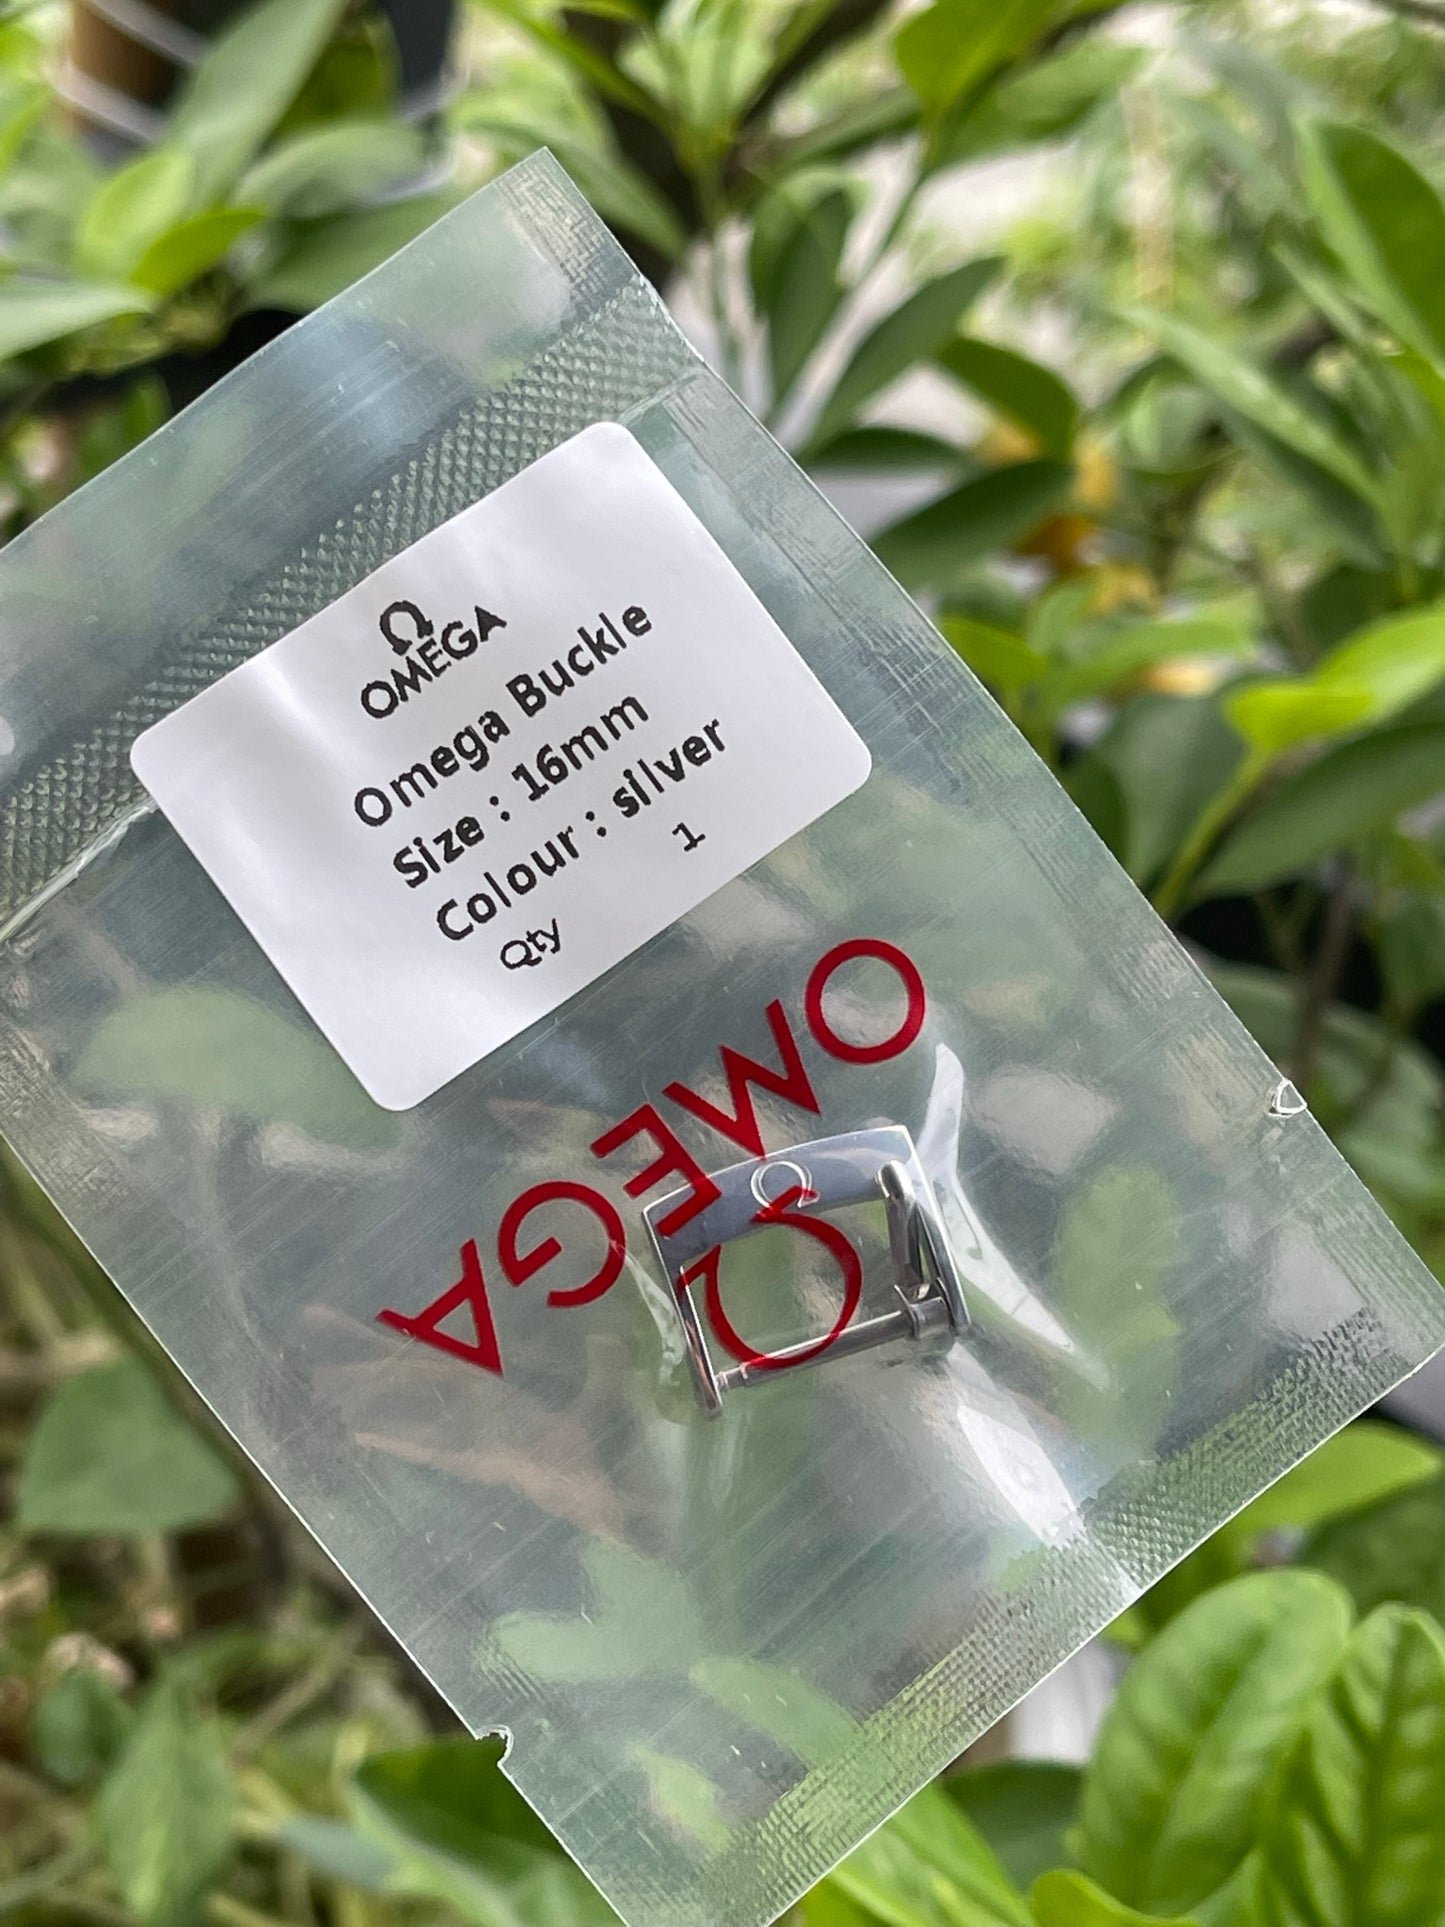 Ω
OMEGA
Omega Buckle
Size : 16mm
Colour : silver
Qty 1
OMEGA
Ω
Ω